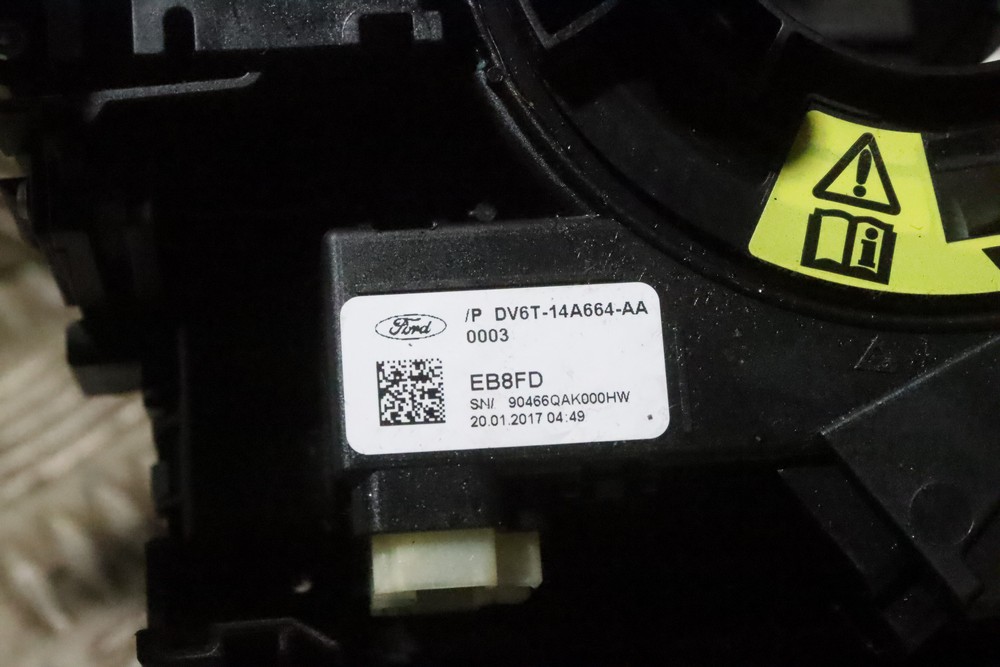 Ford
/P DV6T-14A664-AA
0003
EB8FD
SN/ 90466QAK000HW
20.01.2017 04:49